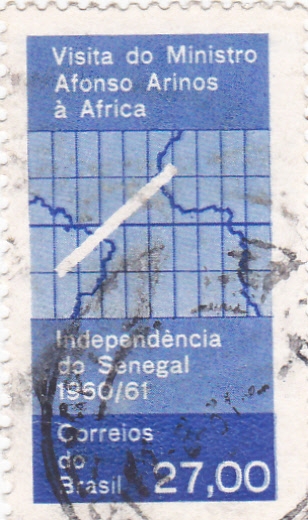 Visita do Ministro
Afonso Arinos
à Africa
Independência
do Senegal
1960/61
Correios
do
Brasil 27,00